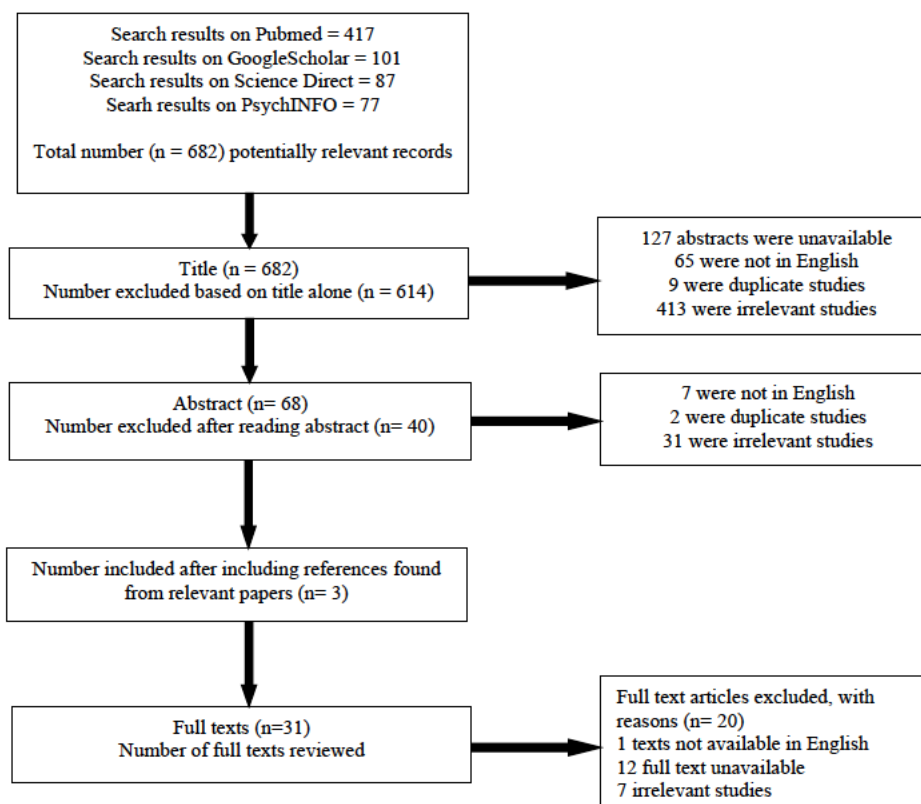 Search results on Pubmed = 417
Search results on GoogleScholar = 101
Search results on Science Direct = 87
Searh results on PsychINFO = 77
Total number (n = 682) potentially relevant records
Title (n = 682)
Number excluded based on title alone (n = 614)
127 abstracts were unavailable
65 were not in English
9 were duplicate studies
413 were irrelevant studies
Abstract (n= 68)
Number excluded after reading abstract (n= 40)
7 were not in English
2 were duplicate studies
31 were irrelevant studies
Number included after including references found
from relevant papers (n= 3)
Full texts (n=31)
Number of full texts reviewed
Full text articles excluded, with
reasons (n= 20)
1 texts not available in English
12 full text unavailable
7 irrelevant studies